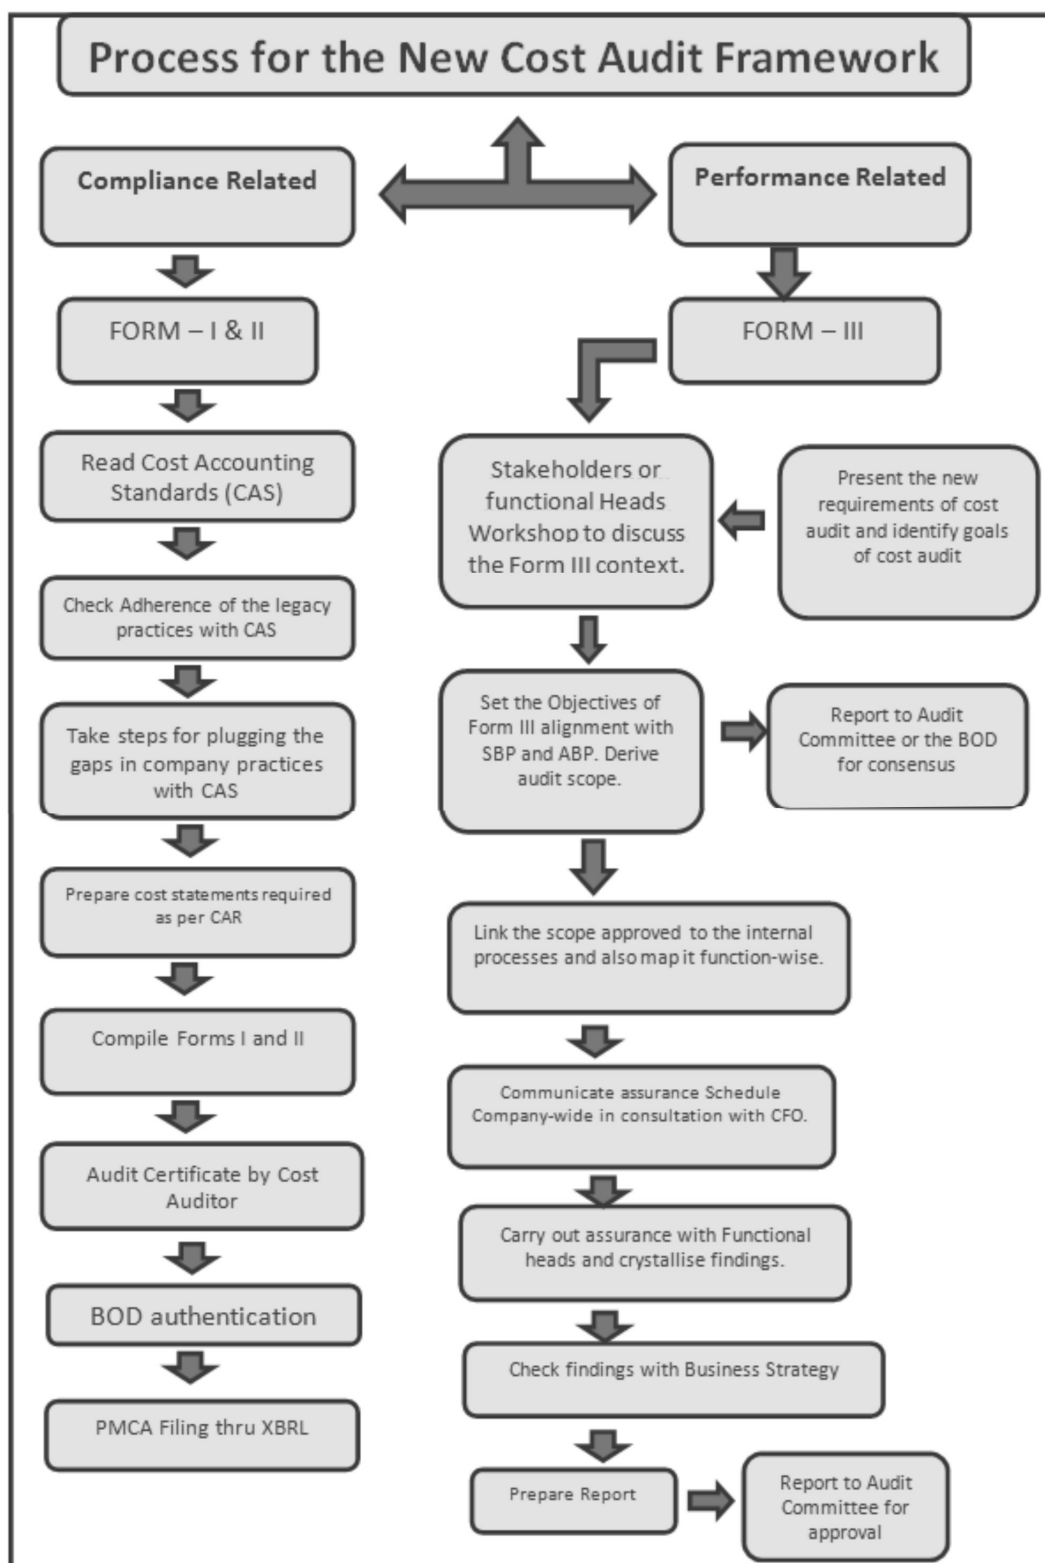 Process for the New Cost Audit Framework
Compliance Related
FORM – I & II
Read Cost Accounting
Standards (CAS)
Check Adherence of the legacy
practices with CAS
Take steps for plugging the
gaps in company practices
with CAS
Prepare cost statements required
as per CAR
Compile Forms I and II
Audit Certificate by Cost
Auditor
BOD authentication
PMCA Filing thru XBRL
Performance Related
FORM – III
Stakeholders or
functional Heads
Workshop to discuss
the Form III context.
Present the new
requirements of cost
audit and identify goals
of cost audit
Set the Objectives of
Form III alignment with
SBP and ABP. Derive
audit scope.
Report to Audit
Committee or the BOD
for consensus
Link the scope approved to the internal
processes and also map it function-wise.
Communicate assurance Schedule
Company-wide in consultation with CFO.
Carry out assurance with Functional
heads and crystallise findings.
Check findings with Business Strategy
Prepare Report
Report to Audit
Committee for
approval